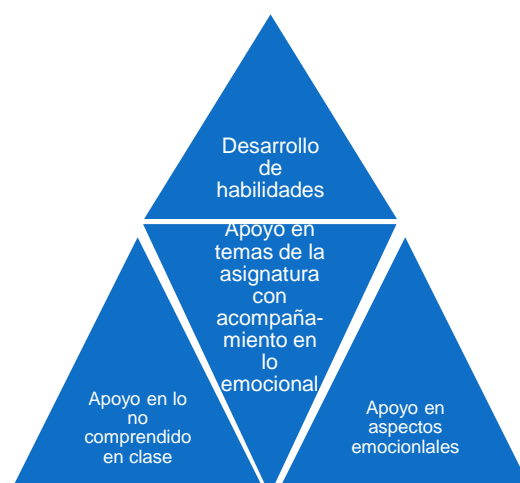 Desarrollo
de
habilidades
Apoyo en
temas de la
asignatura
con
acompaña-
miento en
lo
emocional
Apoyo en lo
no
comprendido
en clase
Apoyo en
aspectos
emocionlales